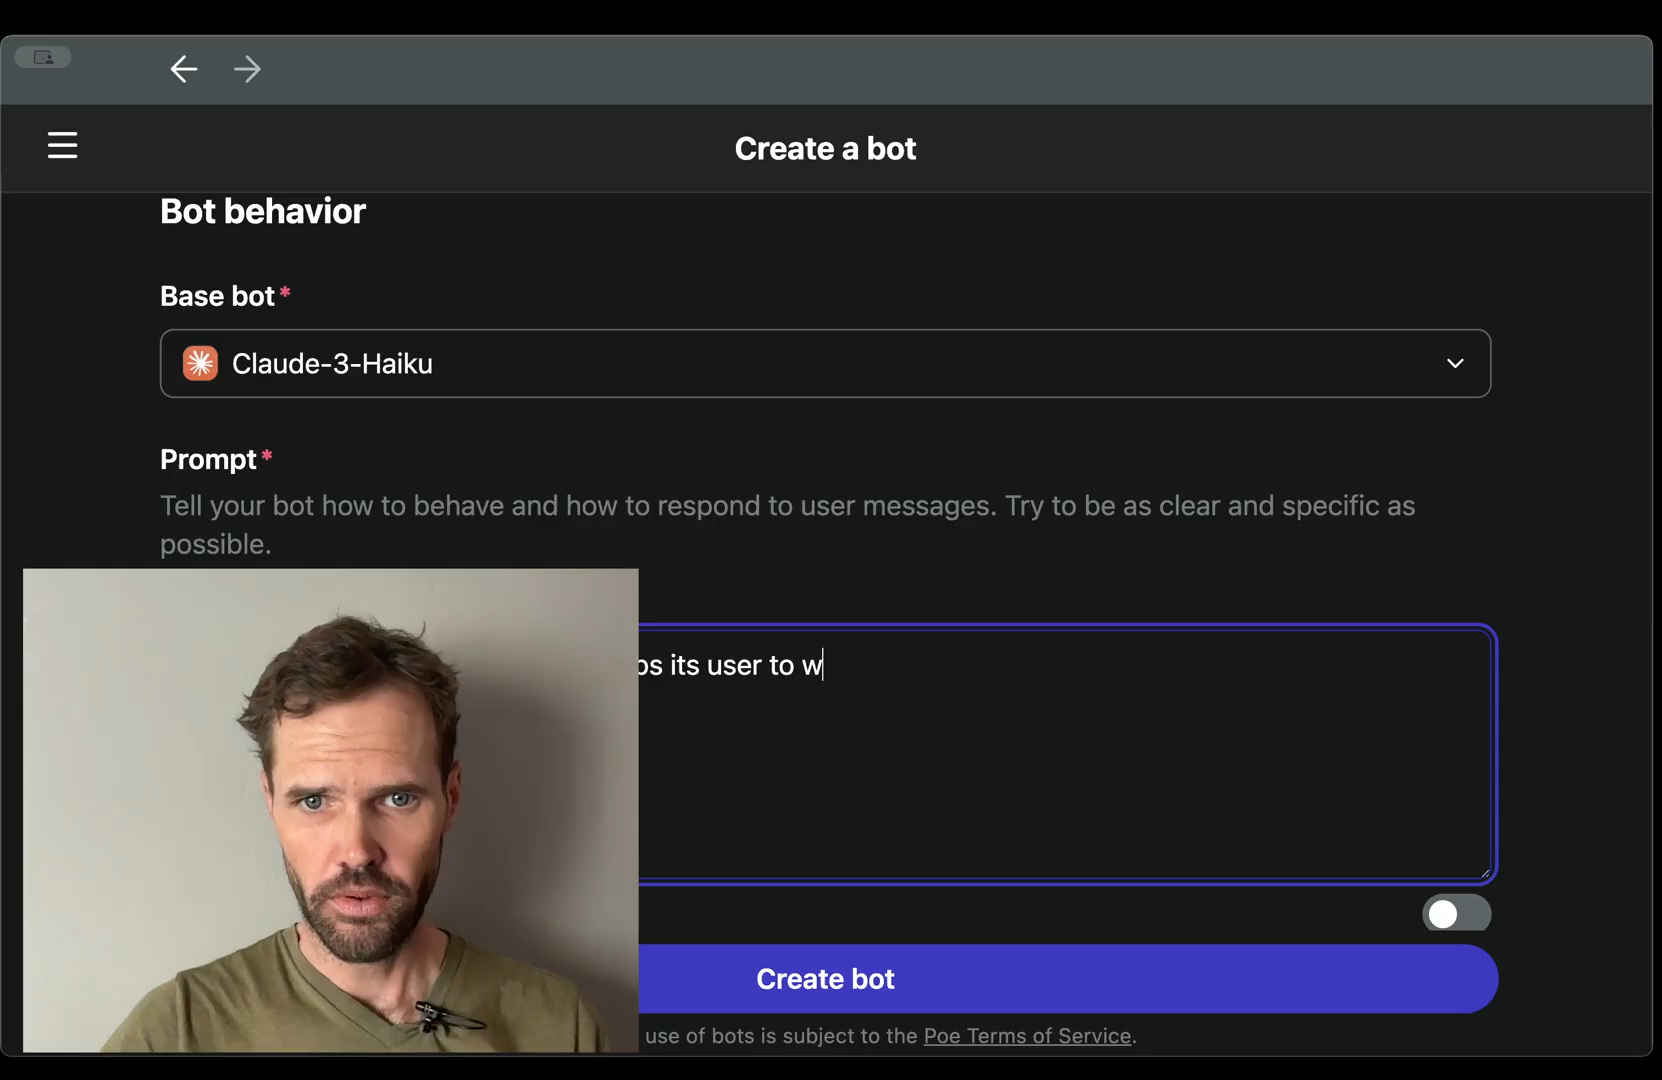 Create a bot
Bot behavior
Base bot*
Claude-3-Haiku
Prompt*
Tell your bot how to behave and how to respond to user messages. Try to be as clear and specific as
possible.
its user to w
Create bot
use of bots is subject to the Poe Terms of Service.